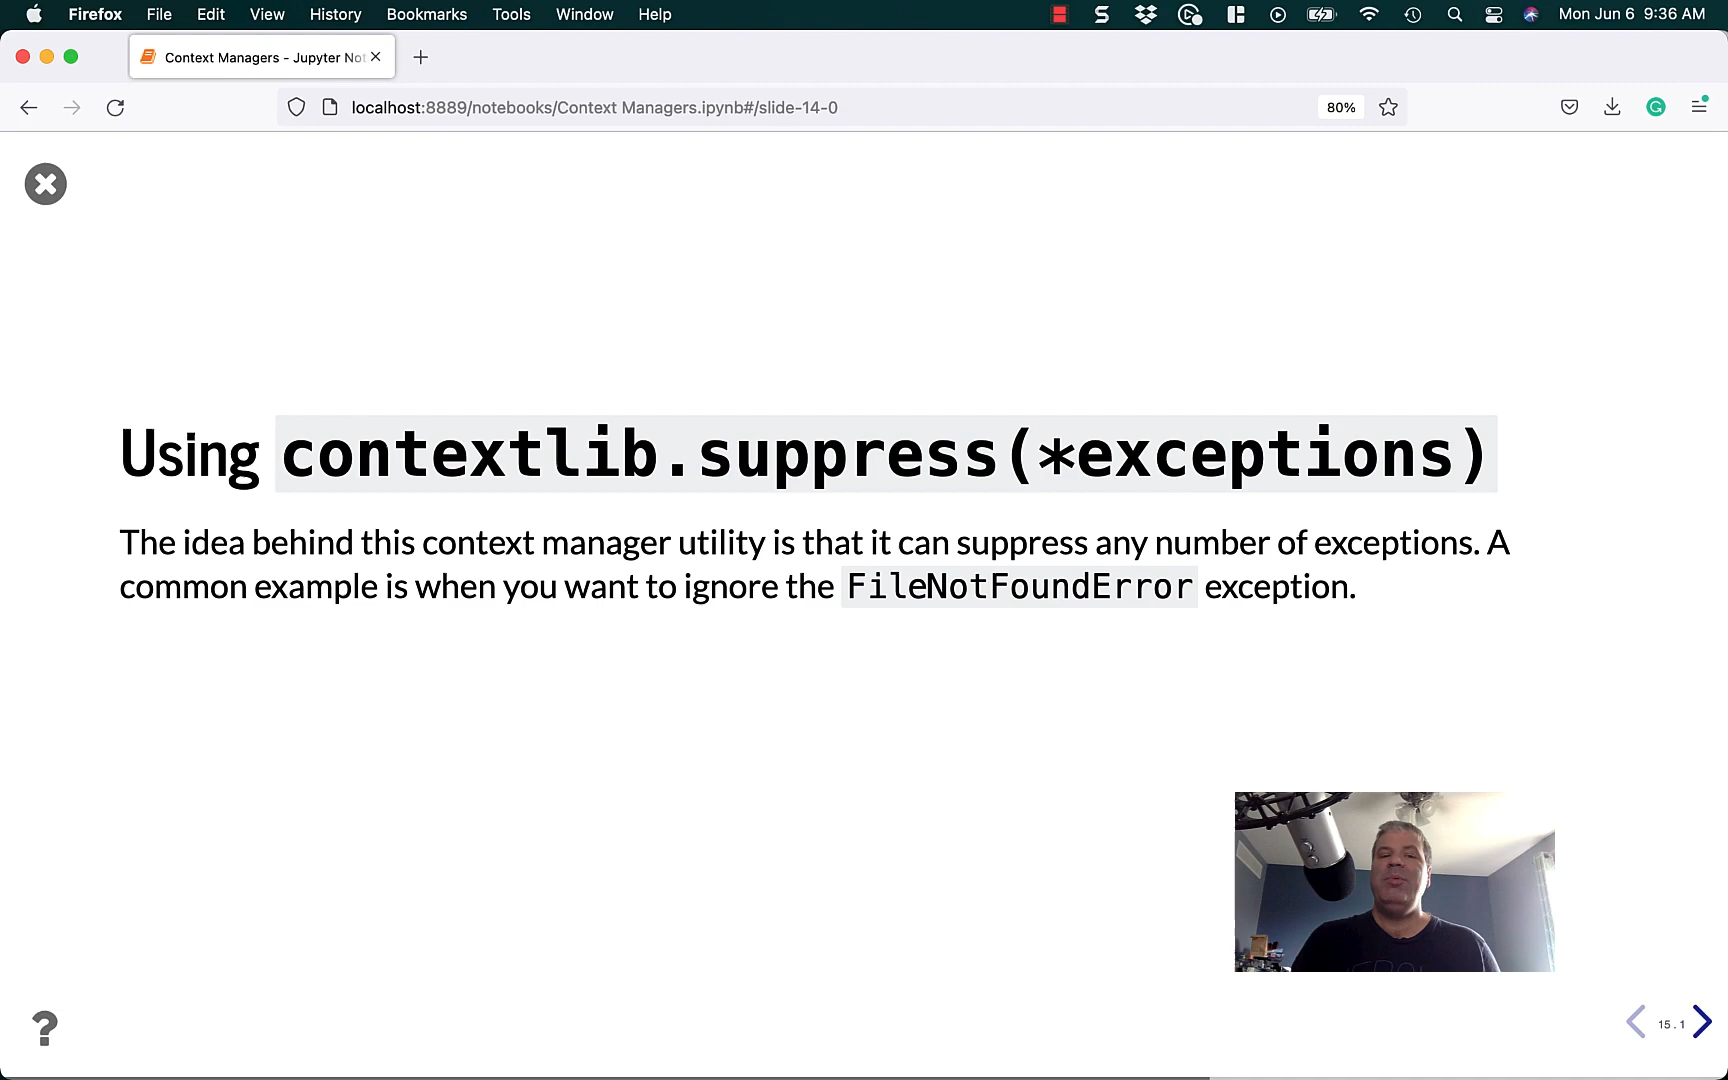 Firefox File Edit View History Bookmarks Tools Window Help Mon Jun 6 9:36 AM
Context Managers - Jupyter Not
localhost:8889/notebooks/Context Managers.ipynb#/slide-14-0 80%
Using contextlib.suppress(*exceptions)
The idea behind this context manager utility is that it can suppress any number of exceptions. A
common example is when you want to ignore the FileNotFoundError exception.
?
15.1